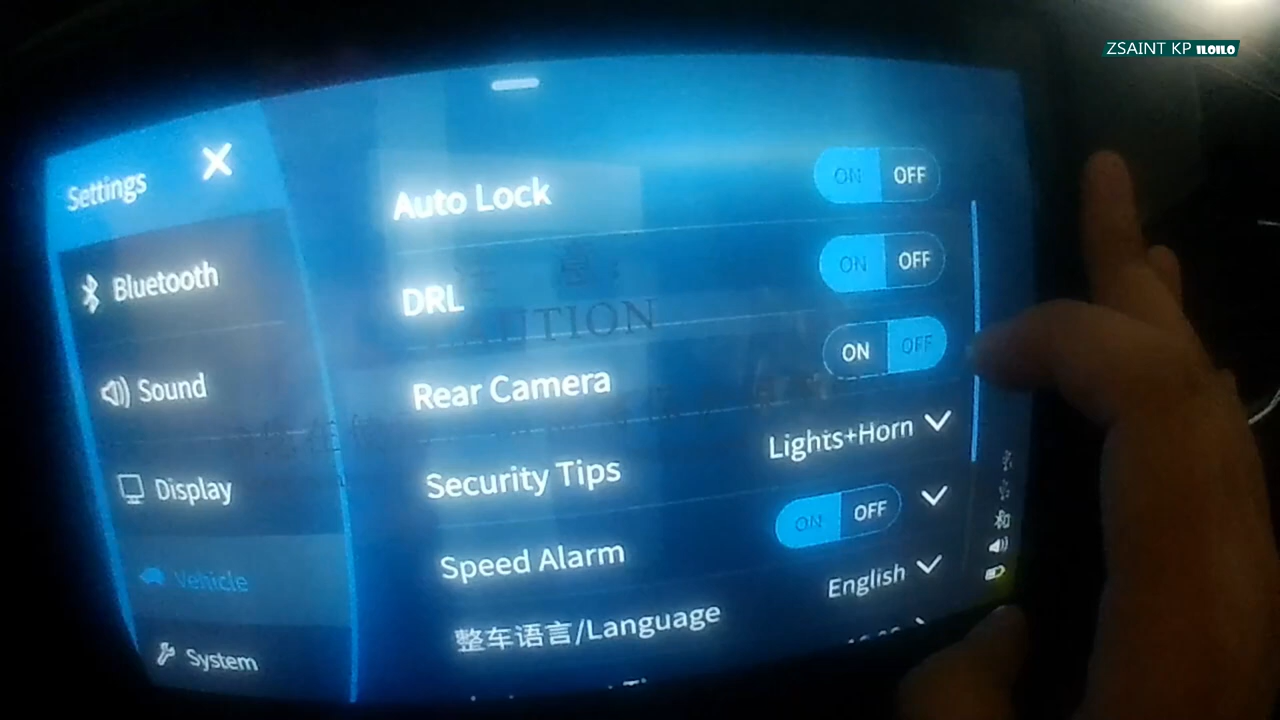 ZSAINT KP ILOILO
Settings
Bluetooth
Sound
Display
Vehicle
System
Auto Lock ON OFF
DRL ON OFF
Rear Camera ON OFF
Security Tips Lights+Horn
Speed Alarm ON OFF
整车语言/Language English